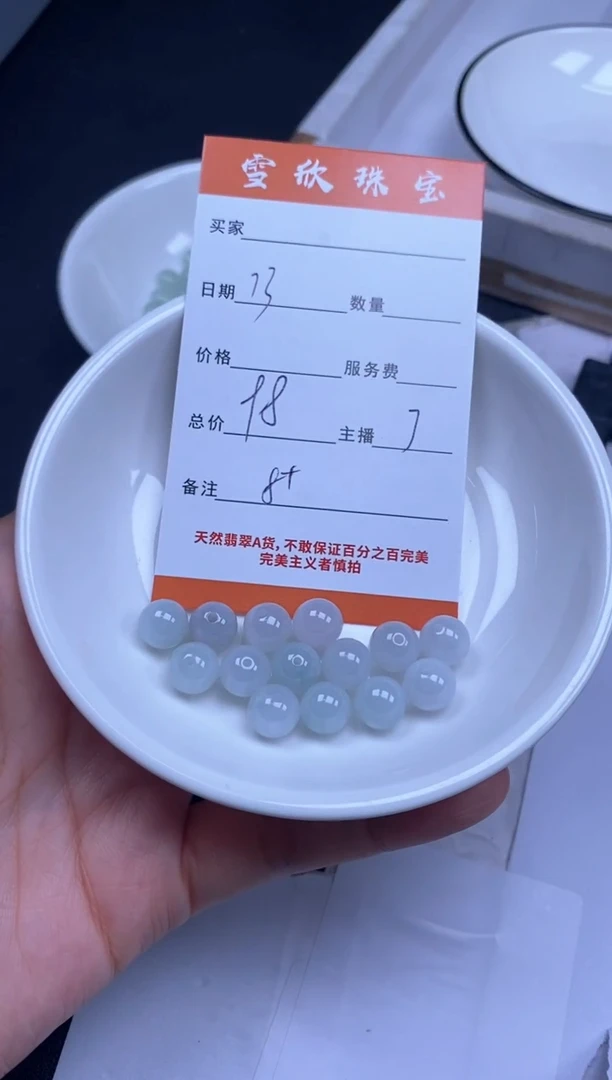 雪欣珠宝
买家
日期 13 数量
价格 服务费
总价 98 主播 7
备注 8+
天然翡翠A货,不敢保证百分之百完美
完美主义者慎拍